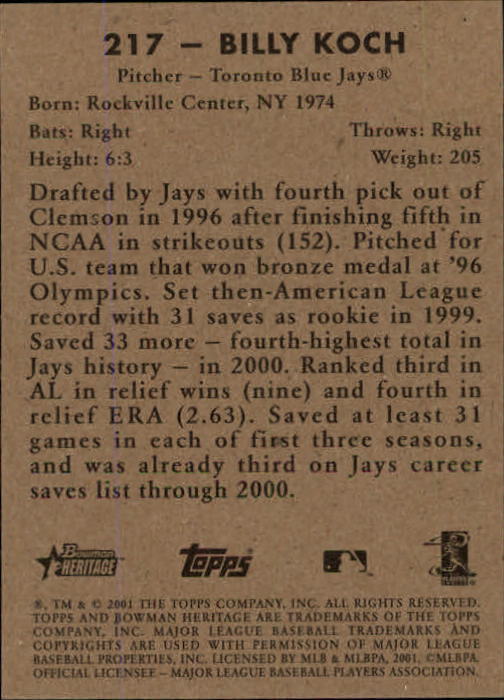 217 – BILLY KOCH
Pitcher – Toronto Blue Jays®
Born: Rockville Center, NY 1974
Bats: Right Throws: Right
Height: 6:3 Weight: 205
Drafted by Jays with fourth pick out of
Clemson in 1996 after finishing fifth in
NCAA in strikeouts (152). Pitched for
U.S. team that won bronze medal at '96
Olympics. Set then-American League
record with 31 saves as rookie in 1999.
Saved 33 more – fourth-highest total in
Jays history – in 2000. Ranked third in
AL in relief wins (nine) and fourth in
relief ERA (2.63). Saved at least 31
games in each of first three seasons,
and was already third on Jays career
saves list through 2000.
Bowman HERITAGE Topps
®, TM & © 2001 THE TOPPS COMPANY, INC. ALL RIGHTS RESERVED.
TOPPS AND BOWMAN HERITAGE ARE TRADEMARKS OF THE TOPPS
COMPANY, INC. MAJOR LEAGUE BASEBALL TRADEMARKS AND
COPYRIGHTS ARE USED WITH PERMISSION OF MAJOR LEAGUE
BASEBALL PROPERTIES, INC. LICENSED BY MLB & MLBPA, 2001. ©MLBPA
OFFICIAL LICENSEE – MAJOR LEAGUE BASEBALL PLAYERS ASSOCIATION.